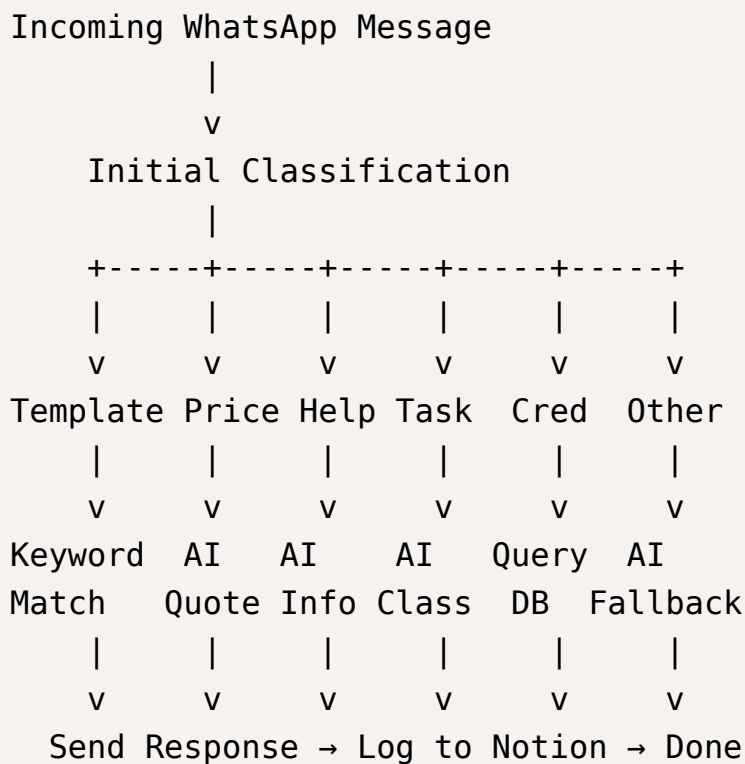 Incoming WhatsApp Message
|
v
Initial Classification
|
+-----+-----+-----+-----+-----+
| | | | | |
v v v v v v
Template Price Help Task Cred Other
| | | | | |
v v v v v v
Keyword AI AI AI Query AI
Match Quote Info Class DB Fallback
| | | | | |
v v v v v v
Send Response → Log to Notion → Done